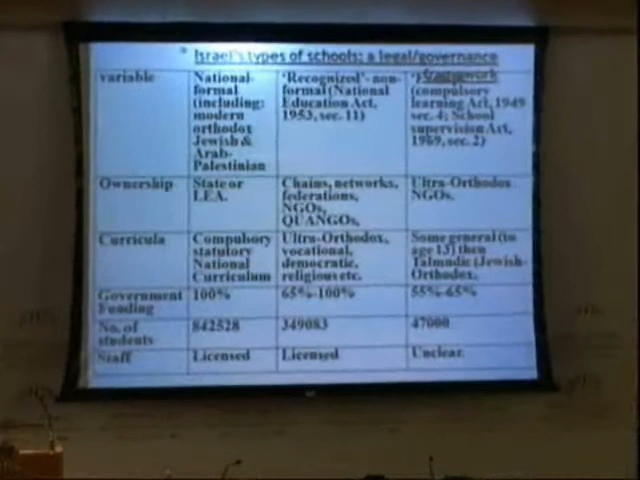 Israel's types of schools: a legal/governance
framework
variable
National-
formal
(including:
modern
orthodox
Jewish &
Arab-
Palestinian
'Recognized'- non-
formal (National
Education Act,
1953, sec. 11)
(compulsory
learning Act, 1949
sec. 4; School
supervision Act,
1969, sec. 2)
Ownership
State or
LEA.
Chains, networks,
federations,
NGOs,
QUANGOs,
Ultra-Orthodox
NGOs.
Curricula
Compulsory
statutory
National
Curriculum
Ultra-Orthodox,
vocational,
democratic,
religious etc.
Some general (to
age 13) then
Talmudic (Jewish-
Orthodox.
Government
Funding
100%
65%-100%
55%-65%
No. of
students
842528
349083
47000
Staff
Licensed
Licensed
Unclear.